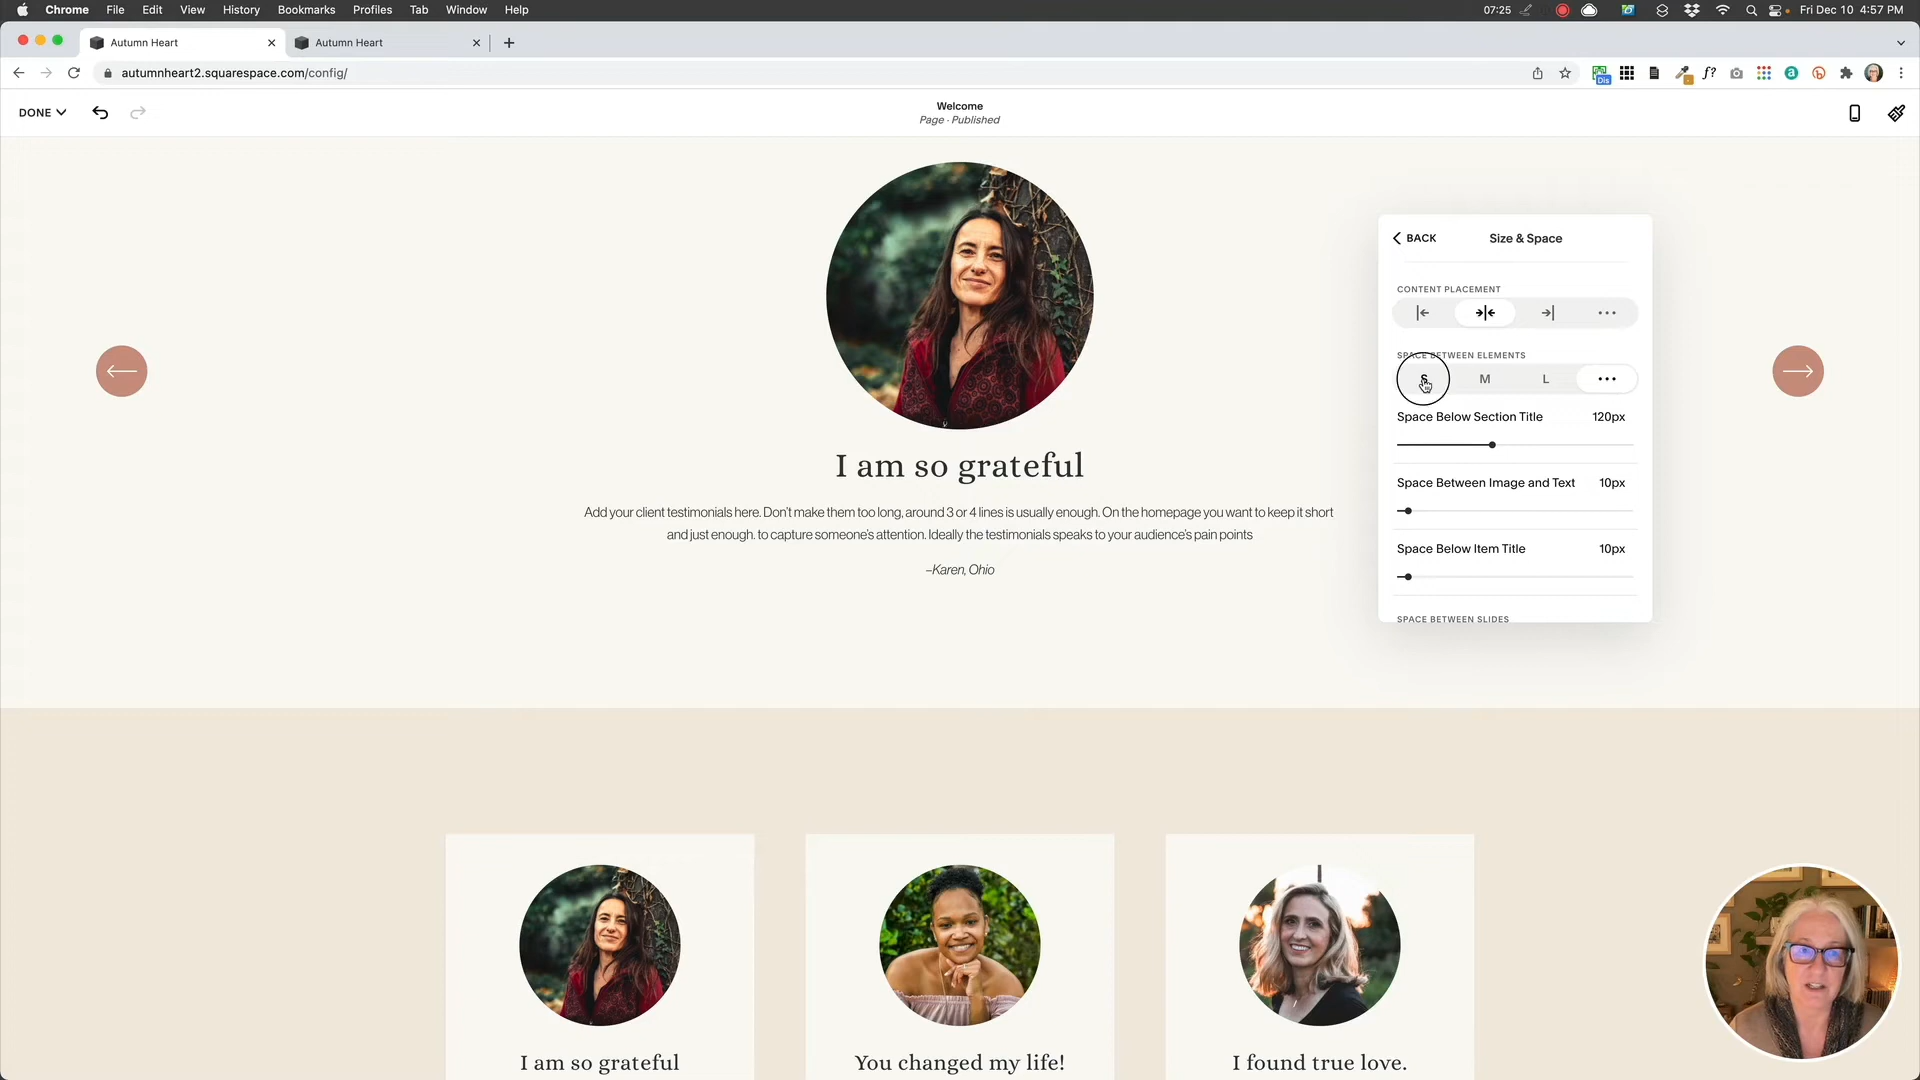 Chrome File Edit View History Bookmarks Profiles Tab Window Help 07:25 Fri Dec 10 4:57 PM
Autumn Heart Autumn Heart
autumnheart2.squarespace.com/config/
Dis f? a
DONE
Welcome
Page · Published
BACK Size & Space
CONTENT PLACEMENT
SPACE BETWEEN ELEMENTS
S M L
Space Below Section Title 120px
Space Between Image and Text 10px
Space Below Item Title 10px
SPACE BETWEEN SLIDES
I am so grateful
Add your client testimonials here. Don't make them too long, around 3 or 4 lines is usually enough. On the homepage you want to keep it short
and just enough. to capture someone's attention. Ideally the testimonials speaks to your audience's pain points
–Karen, Ohio
I am so grateful
You changed my life!
I found true love.